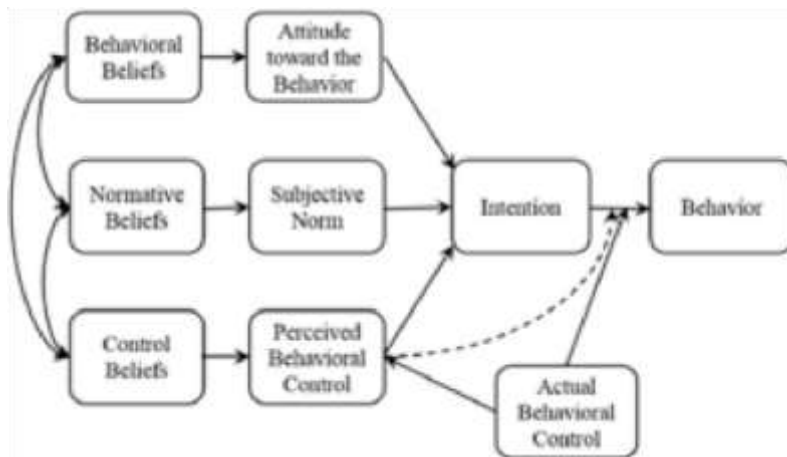 Behavioral
Beliefs
Attitude
toward the
Behavior
Normative
Beliefs
Subjective
Norm
Intention
Behavior
Control
Beliefs
Perceived
Behavioral
Control
Actual
Behavioral
Control